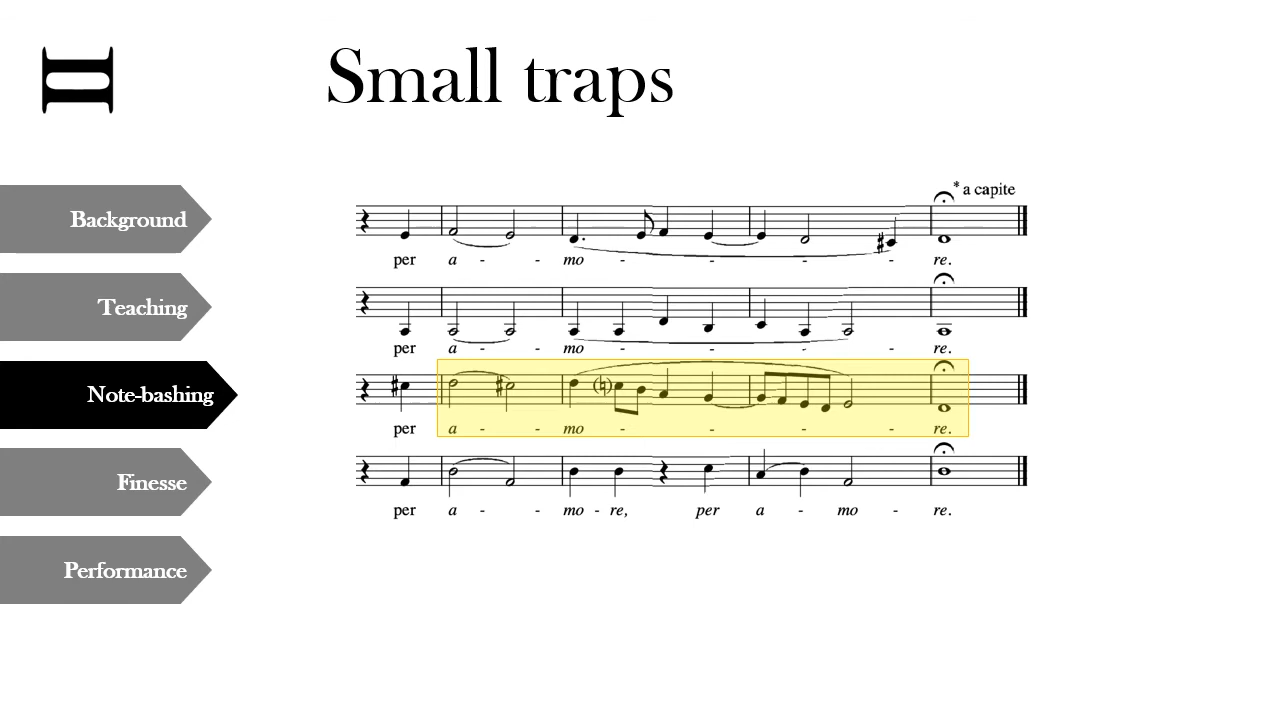 II
Small traps
Background
Teaching
Note-bashing
Finesse
Performance
* a capite
per a - - mo - - - - re.
per a - - mo - - - - re.
per a - - mo - - - - re.
per a - - mo - re, per a - mo - re.